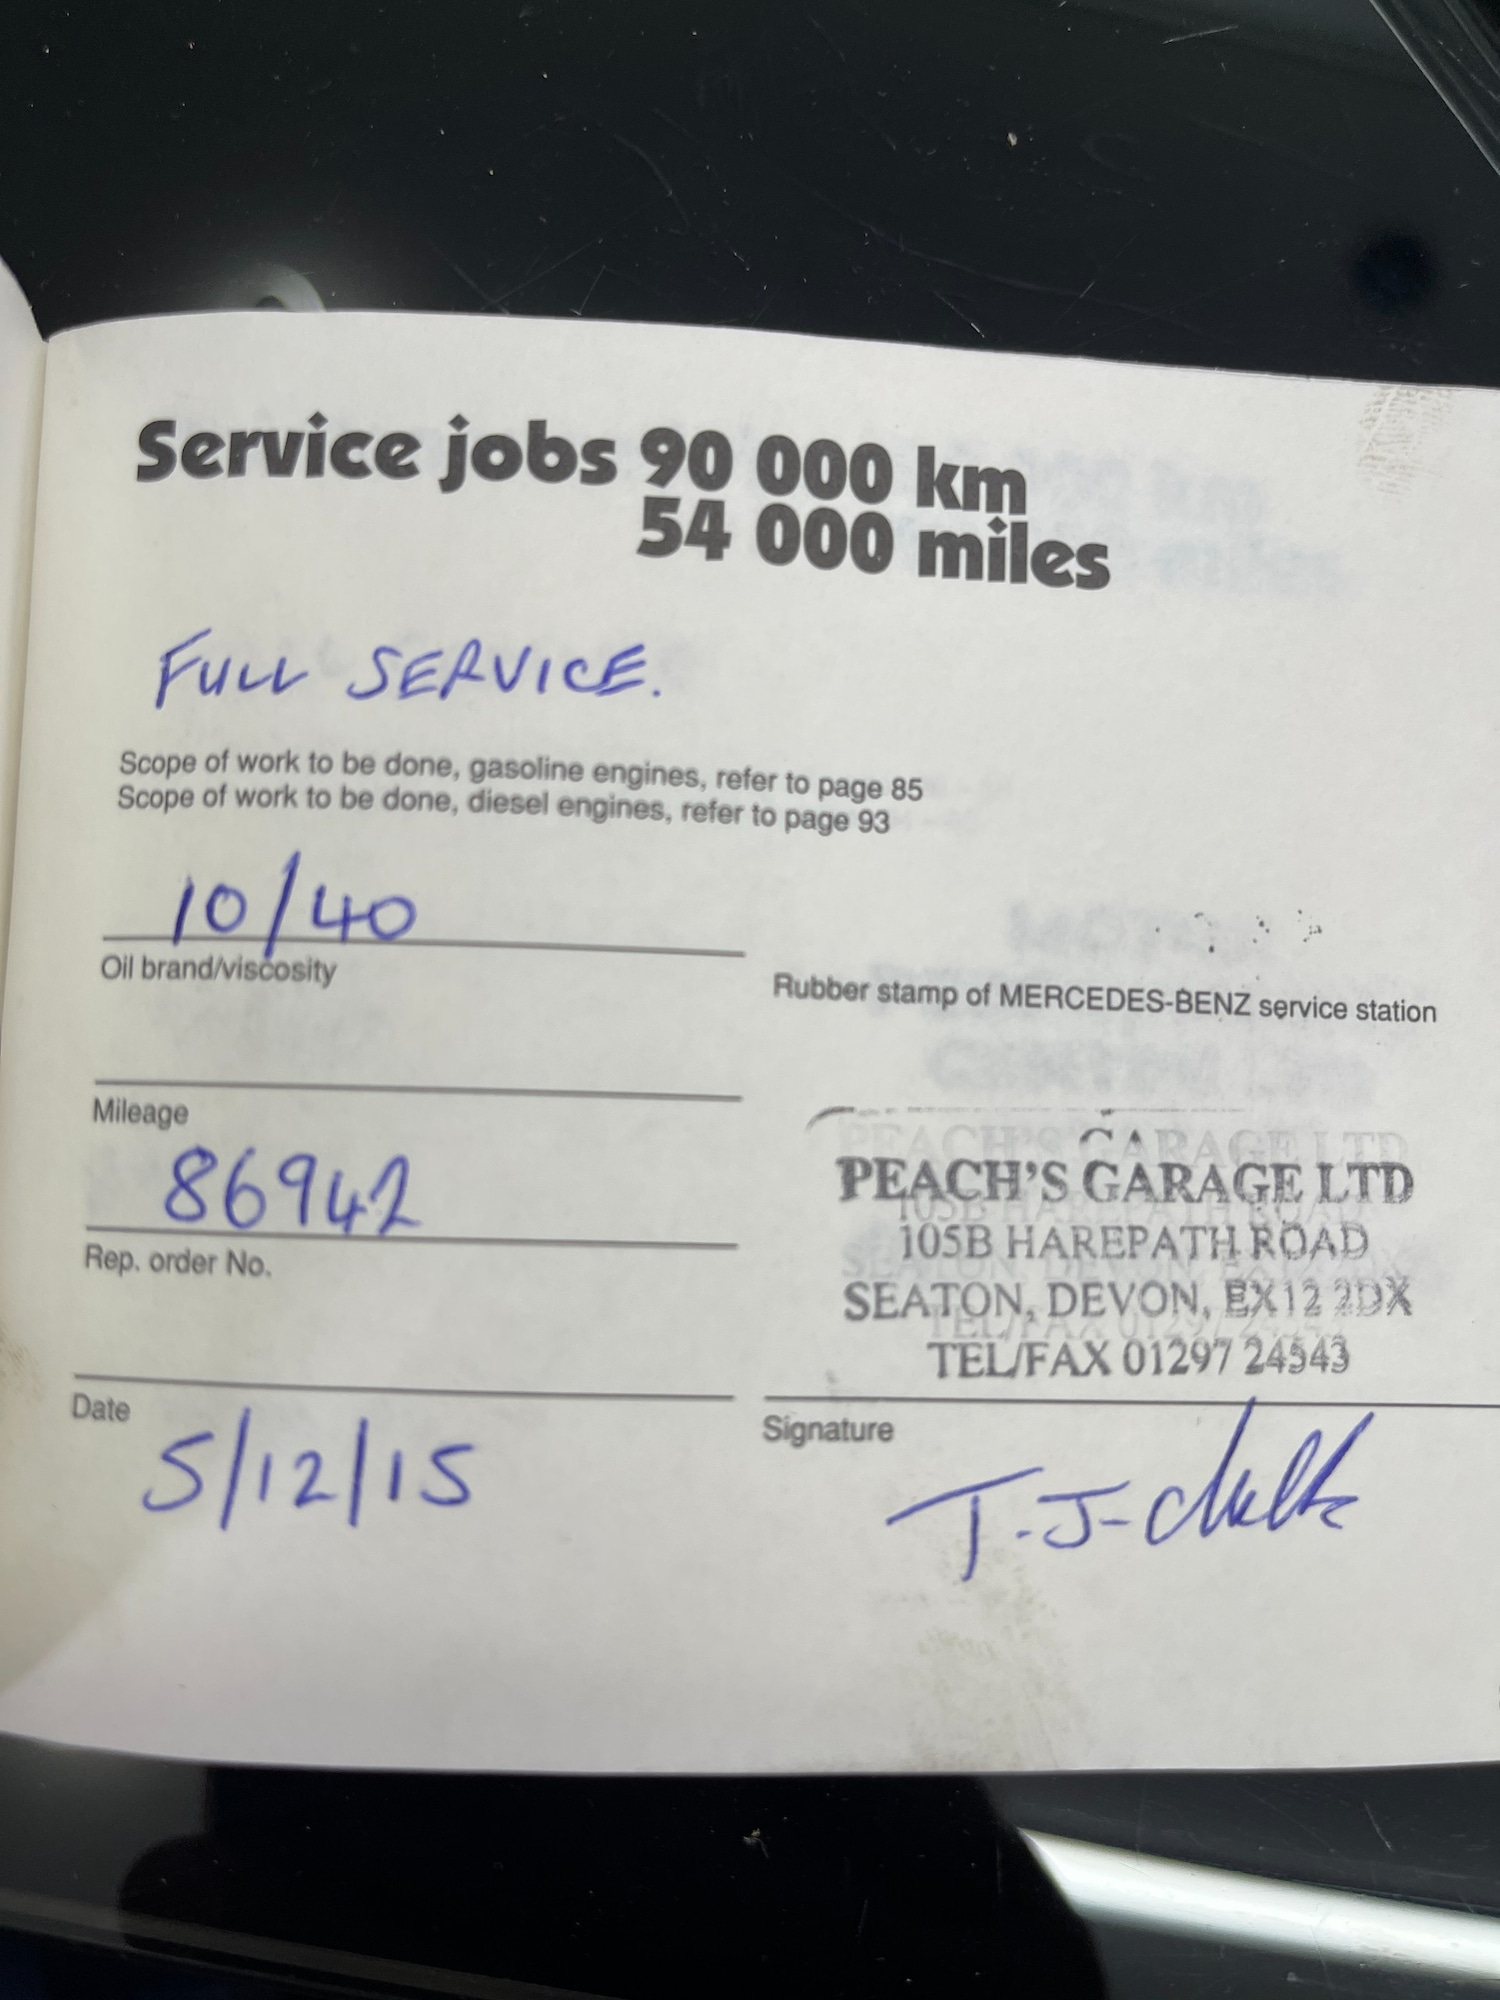 Service jobs 90 000 km
54 000 miles
FULL SERVICE.
Scope of work to be done, gasoline engines, refer to page 85
Scope of work to be done, diesel engines, refer to page 93
10/40
Oil brand/viscosity
Rubber stamp of MERCEDES-BENZ service station
Mileage
86942
Rep. order No.
PEACH'S GARAGE LTD
105B HAREPATH ROAD
SEATON, DEVON, EX12 2DX
TEL/FAX 01297 24543
Date
5/12/15
Signature
T.J-